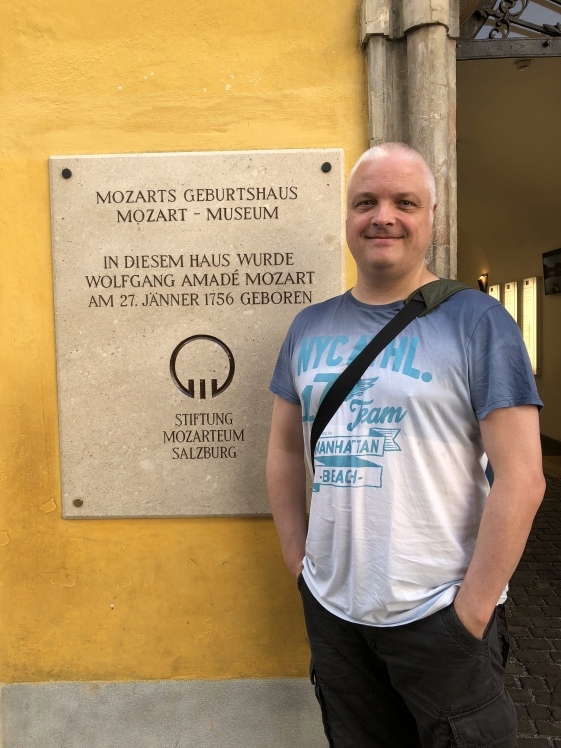 MOZARTS GEBURTSHAUS
MOZART - MUSEUM
IN DIESEM HAUS WURDE
WOLFGANG AMADÉ MOZART
AM 27. JÄNNER 1756 GEBOREN
STIFTUNG
MOZARTEUM
SALZBURG
NYC
17
Team
MANHATTAN
-BEACH-